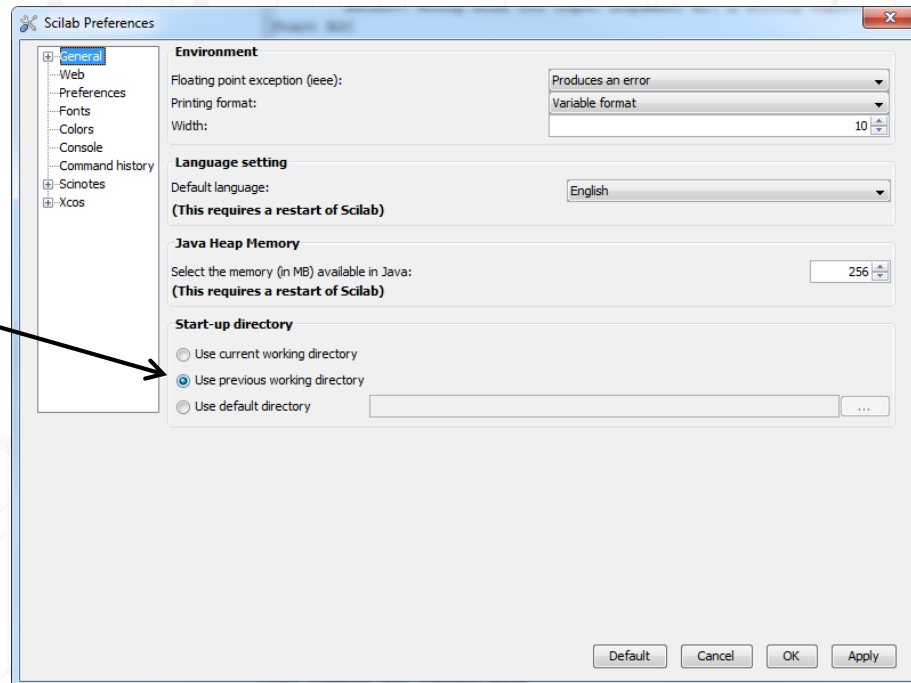 Scilab Preferences
General
Web
Preferences
Fonts
Colors
Console
Command history
Scinotes
Xcos
Environment
Floating point exception (ieee): Produces an error
Printing format: Variable format
Width: 10
Language setting
Default language: English
(This requires a restart of Scilab)
Java Heap Memory
Select the memory (in MB) available in Java: 256
(This requires a restart of Scilab)
Start-up directory
Use current working directory
Use previous working directory
Use default directory ...
Default Cancel OK Apply